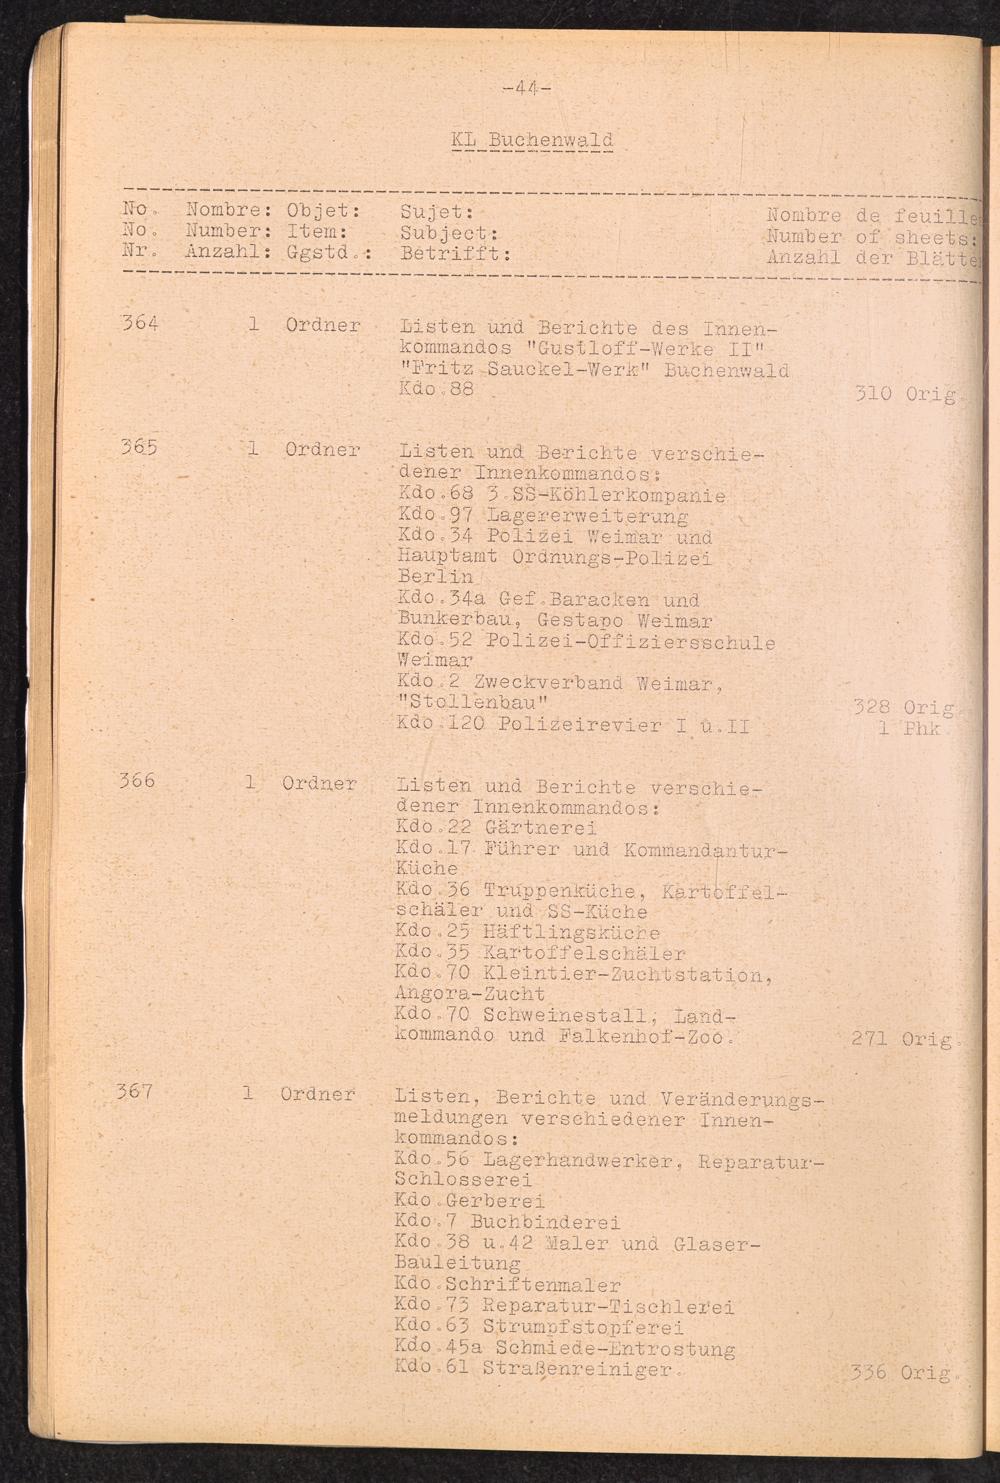 -44-
KL Buchenwald
No. Nombre: Objet: Sujet: Nombre de feuille
No. Number: Item: Subject: Number of sheets:
Nr. Anzahl: Ggstd.: Betrifft: Anzahl der Blätte
364 1 Ordner Listen und Berichte des Innen-
kommandos "Gustloff-Werke II"
"Fritz Sauckel-Werk" Buchenwald
Kdo.88 310 Orig.
365 1 Ordner Listen und Berichte verschie-
dener Innenkommandos:
Kdo.68 3.SS-Köhlerkompanie
Kdo.97 Lagererweiterung
Kdo.34 Polizei Weimar und
Hauptamt Ordnungs-Polizei
Berlin
Kdo.34a Gef.Baracken und
Bunkerbau, Gestapo Weimar
Kdo.52 Polizei-Offiziersschule
Weimar
Kdo.2 Zweckverband Weimar,
"Stollenbau" 328 Orig.
Kdo.120 Polizeirevier I u.II 1 Phk.
366 1 Ordner Listen und Berichte verschie-
dener Innenkommandos:
Kdo.22 Gärtnerei
Kdo.17 Führer und Kommandantur-
Küche
Kdo.36 Truppenküche, Kartoffel-
schäler und SS-Küche
Kdo.25 Häftlingsküche
Kdo.35 Kartoffelschäler
Kdo.70 Kleintier-Zuchtstation,
Angora-Zucht
Kdo.70 Schweinestall, Land-
kommando und Falkenhof-Zoo. 271 Orig.
367 1 Ordner Listen, Berichte und Veränderungs-
meldungen verschiedener Innen-
kommandos:
Kdo.56 Lagerhandwerker, Reparatur-
Schlosserei
Kdo.Gerberei
Kdo.7 Buchbinderei
Kdo.38 u.42 Maler und Glaser-
Bauleitung
Kdo.Schriftenmaler
Kdo.73 Reparatur-Tischlerei
Kdo.63 Strumpfstopferei
Kdo.45a Schmiede-Entrostung
Kdo.61 Straßenreiniger. 336 Orig.